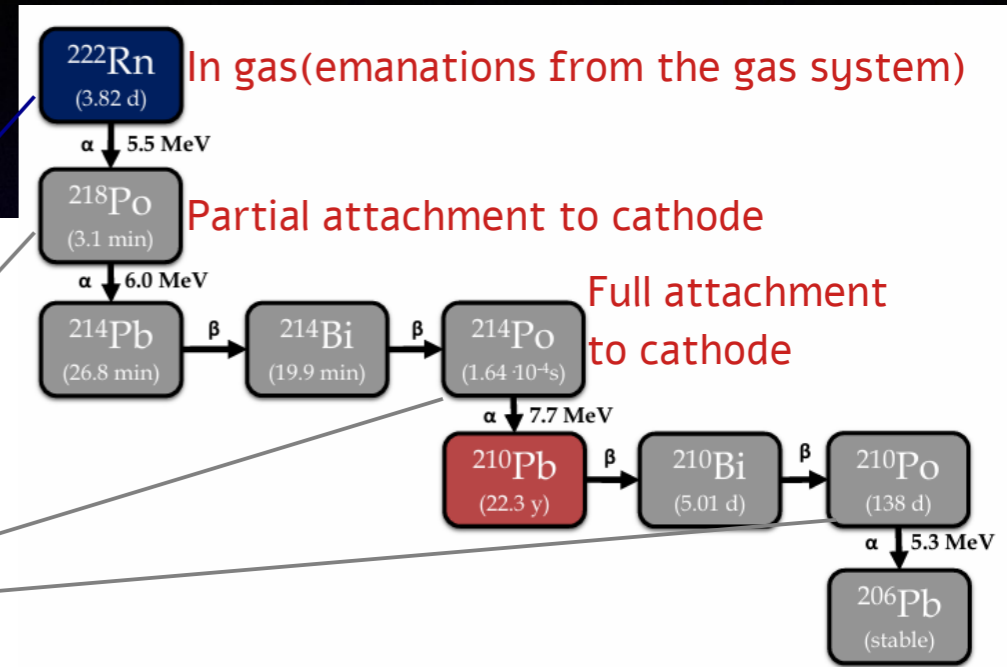 ²²²Rn
(3.82 d)
In gas(emanations from the gas system)
α 5.5 MeV
²¹⁸Po
(3.1 min)
Partial attachment to cathode
α 6.0 MeV
²¹⁴Pb
(26.8 min)
β
²¹⁴Bi
(19.9 min)
β
²¹⁴Po
(1.64 ·10⁻⁴s)
Full attachment
to cathode
α 7.7 MeV
²¹⁰Pb
(22.3 y)
β
²¹⁰Bi
(5.01 d)
β
²¹⁰Po
(138 d)
α 5.3 MeV
²⁰⁶Pb
(stable)